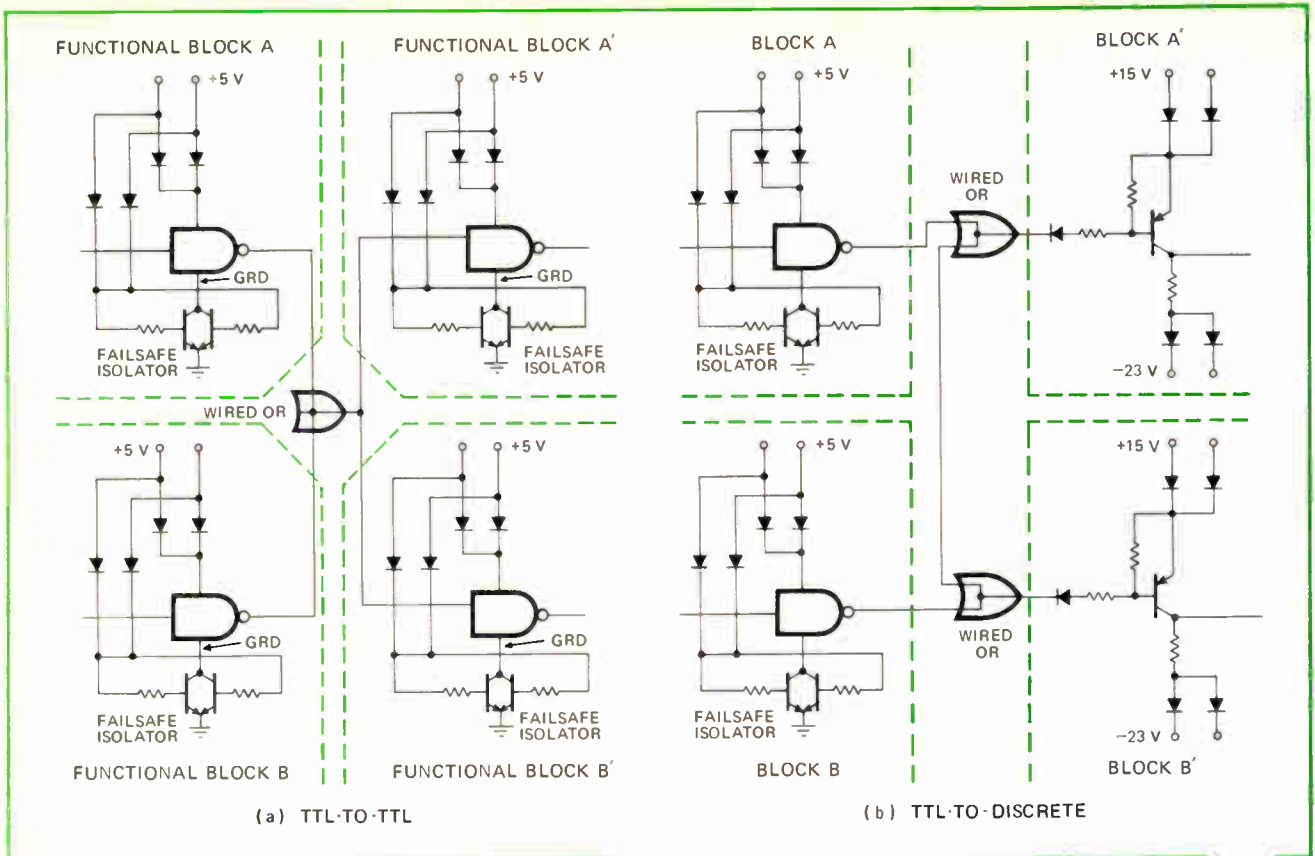 FUNCTIONAL BLOCK A
+5 V
GRD
FAILSAFE
ISOLATOR
FUNCTIONAL BLOCK A'
+5 V
GRD
FAILSAFE
ISOLATOR
WIRED OR
+5 V
GRD
FAILSAFE
ISOLATOR
FUNCTIONAL BLOCK B
+5 V
GRD
FAILSAFE
ISOLATOR
FUNCTIONAL BLOCK B'
(a) TTL-TO-TTL
BLOCK A
+5 V
FAILSAFE
ISOLATOR
WIRED
OR
BLOCK A'
+15 V
-23 V
+5 V
FAILSAFE
ISOLATOR
BLOCK B
WIRED
OR
+15 V
-23 V
BLOCK B'
(b) TTL-TO-DISCRETE